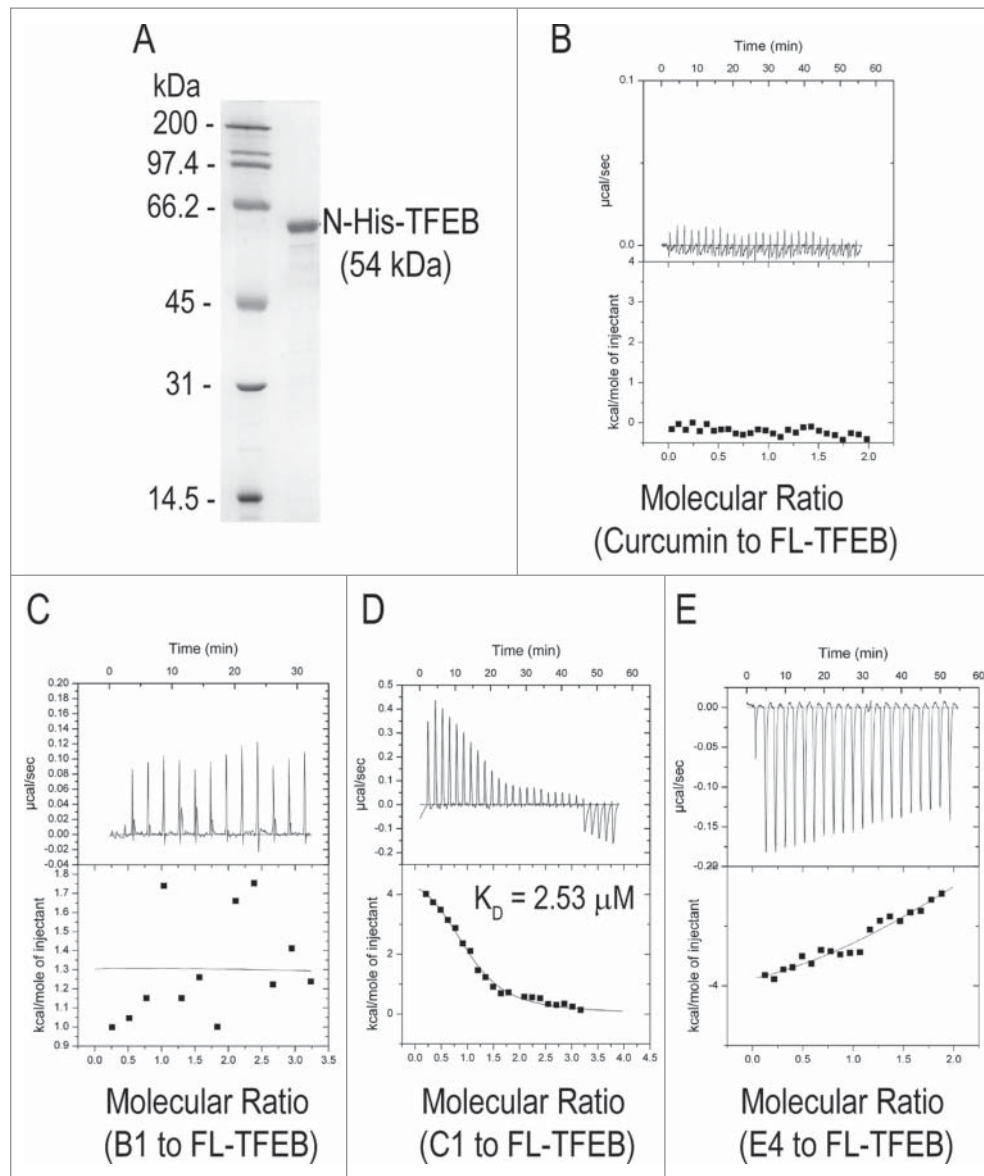 A
kDa
200 -
97.4 -
66.2 -
45 -
31 -
14.5 -
N-His-TFEB
(54 kDa)
B
Time (min)
0 10 20 30 40 50 60
0.1
0.0
µcal/sec
4
3
2
1
0
kcal/mole of injectant
0.0 0.5 1.0 1.5 2.0
Molecular Ratio
(Curcumin to FL-TFEB)
C
Time (min)
0 10 20 30
0.20
0.18
0.16
0.14
0.12
0.10
0.08
0.06
0.04
0.02
0.00
-0.02
-0.04
µcal/sec
1.8
1.7
1.6
1.5
1.4
1.3
1.2
1.1
1.0
0.9
kcal/mole of injectant
0.0 0.5 1.0 1.5 2.0 2.5 3.0 3.5
Molecular Ratio
(B1 to FL-TFEB)
D
Time (min)
0 10 20 30 40 50 60
0.5
0.4
0.3
0.2
0.1
0.0
-0.1
-0.2
µcal/sec
K_D = 2.53 µM
4
2
0
kcal/mole of injectant
0.0 0.5 1.0 1.5 2.0 2.5 3.0 3.5 4.0 4.5
Molecular Ratio
(C1 to FL-TFEB)
E
Time (min)
0 10 20 30 40 50 60
0.00
-0.05
-0.10
-0.15
µcal/sec
-4
kcal/mole of injectant
0.0 0.5 1.0 1.5 2.0
Molecular Ratio
(E4 to FL-TFEB)